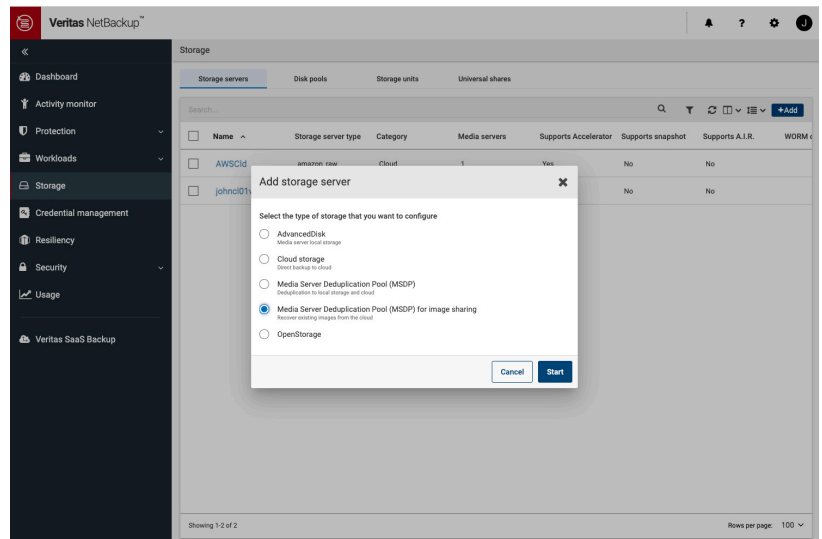 Veritas NetBackup™
?
J
«
Storage
Dashboard
Activity monitor
Protection
Workloads
Storage
Credential management
Resiliency
Security
Usage
Veritas SaaS Backup
Storage servers Disk pools Storage units Universal shares
Search...
+Add
Name Storage server type Category Media servers Supports Accelerator Supports snapshot Supports A.I.R. WORM
AWSCld amazon_raw Cloud 1 Yes No No
johncl01 No No
Add storage server
Select the type of storage that you want to configure
AdvancedDisk
Media server local storage
Cloud storage
Direct backup to cloud
Media Server Deduplication Pool (MSDP)
Deduplication to local storage and cloud
Media Server Deduplication Pool (MSDP) for image sharing
Recover existing images from the cloud
OpenStorage
Cancel Start
Showing 1-2 of 2 Rows per page: 100